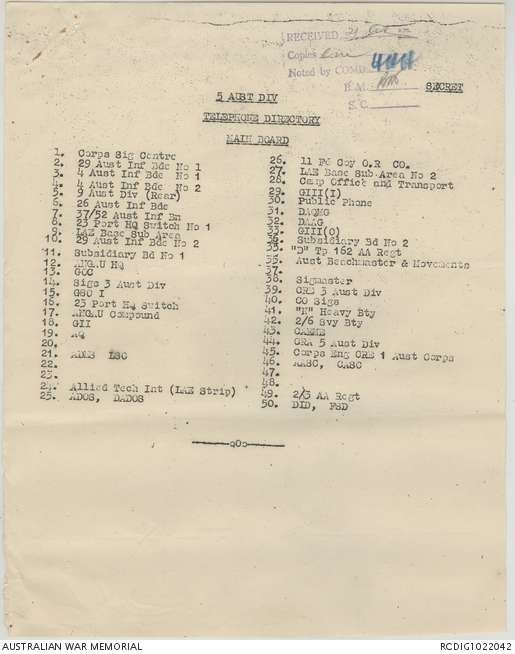 RECEIVED 21 Oct
Copies
Noted by COMD
B.M.
S.C.
SECRET
5 AUST DIV
TELEPHONE DIRECTORY
MAIN BOARD
1. Corps Sig Centre
2. 29 Aust Inf Bde No 1
3. 4 Aust Inf Bde No 1
4. 4 Aust Inf Bde No 2
5. 9 Aust Div (Rear)
6. 26 Aust Inf Bde
7. 37/52 Aust Inf Bn
8. 23 Port HQ Switch No 1
9. LAE Base Sub Area
10. 29 Aust Inf Bde No 2
11. Subsidiary Bd No 1
12. ANGAU HQ
13. GOC
14. Sigs 3 Aust Div
15. GSO I
16. 23 Port HQ Switch
17. ANGAU Compound
18. GII
19. AQ
20.
21. ADMS LSC
22.
23.
24. Allied Tech Int (LAE Strip)
25. ADOS, DADOS
26. 11 Fd Coy O.R CO.
27. LAE Base Sub Area No 2
28. Camp Office and Transport
29. GIII(I)
30. Public Phone
31. DAQMG
32. DAAG
33. GIII(O)
34. Subsidiary Bd No 2
35. "D" Tp 162 AA Regt
35. Aust Beachmaster & Movements
37.
38. Sigmaster
39. CRE 3 Aust Div
40. CO Sigs
41. "N" Heavy Bty
42. 2/6 Svy Bty
43. CAEME
44. CRA 5 Aust Div
45. Corps Eng CRE 1 Aust Corps
46. AASC, CASC
47.
48.
49. 2/3 AA Regt
50. DID, FSD
-----oOo-----
AUSTRALIAN WAR MEMORIAL
RCDIG1022042